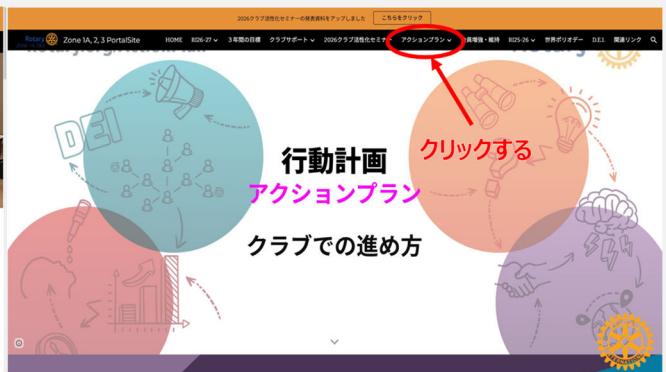 2026クラブ活性化セミナーの発表資料をアップしました こちらをクリック
Rotary Zone 1A, 2, 3 PortalSite HOME RI26-27 3年間の目標 クラブサポート 2026クラブ活性化セミナー アクションプラン 員増強・維持 RI25-26 世界ポリオデー D.E.I. 関連リンク
DEI
クリックする
行動計画
アクションプラン
クラブでの進め方